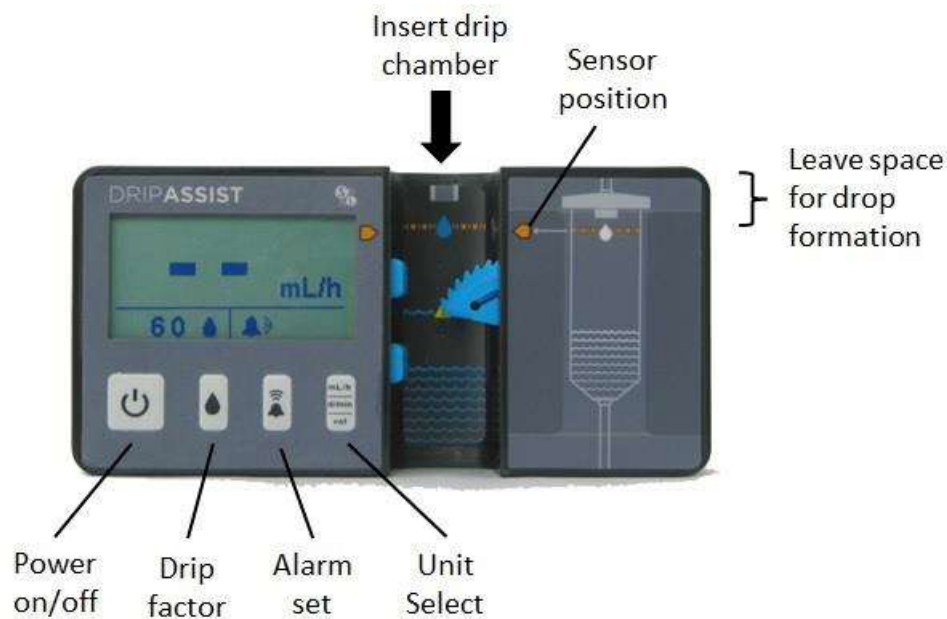 Insert drip
chamber
Sensor
position
Leave space
for drop
formation
DRIPASSIST
- -
mL/h
60
mL/h
vol
Power
on/off
Drip
factor
Alarm
set
Unit
Select